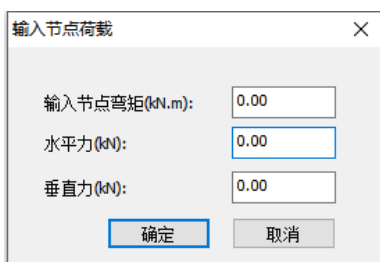 输入节点荷载
输入节点弯矩(kN.m): 0.00
水平力(kN): 0.00
垂直力(kN): 0.00
确定 取消